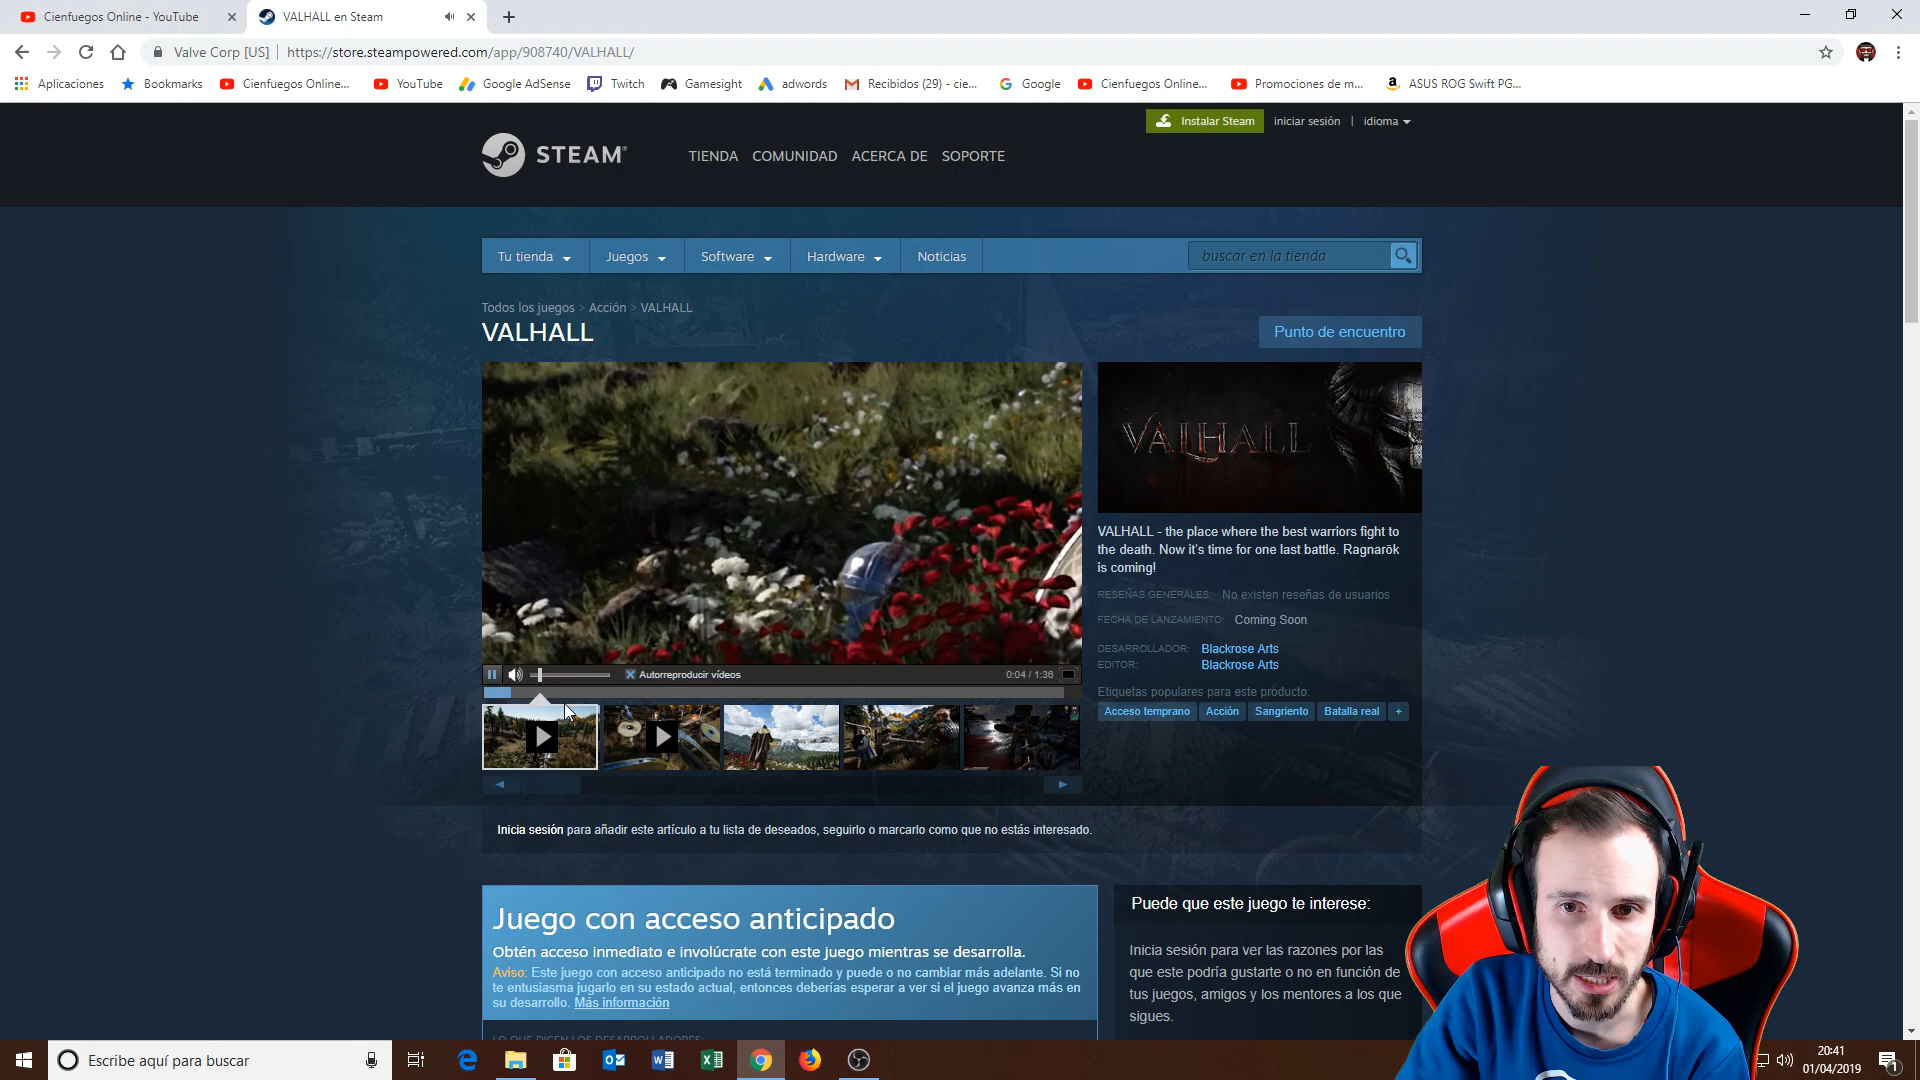 Cienfuegos Online - YouTube
VALHALL en Steam
Valve Corp [US]
https://store.steampowered.com/app/908740/VALHALL/
Aplicaciones
Bookmarks
Cienfuegos Online...
YouTube
Google AdSense
Twitch
Gamesight
adwords
Recibidos (29) - cie...
Google
Cienfuegos Online...
Promociones de m...
ASUS ROG Swift PG...
Instalar Steam
iniciar sesión | idioma
STEAM
TIENDA COMUNIDAD ACERCA DE SOPORTE
Tu tienda
Juegos
Software
Hardware
Noticias
buscar en la tienda
Todos los juegos > Acción > VALHALL
VALHALL
Punto de encuentro
VALHALL
VALHALL - the place where the best warriors fight to
the death. Now it's time for one last battle. Ragnarök
is coming!
RESEÑAS GENERALES: No existen reseñas de usuarios
FECHA DE LANZAMIENTO: Coming Soon
DESARROLLADOR: Blackrose Arts
EDITOR: Blackrose Arts
Etiquetas populares para este producto:
Acceso temprano Acción Sangriento Batalla real +
Autorreproducir vídeos
0:04 / 1:36
Inicia sesión para añadir este artículo a tu lista de deseados, seguirlo o marcarlo como que no estás interesado.
Juego con acceso anticipado
Obtén acceso inmediato e involúcrate con este juego mientras se desarrolla.
Aviso: Este juego con acceso anticipado no está terminado y puede o no cambiar más adelante. Si no
te entusiasma jugarlo en su estado actual, entonces deberías esperar a ver si el juego avanza más en
su desarrollo. Más información
LO QUE DICEN LOS DESARROLLADORES:
Puede que este juego te interese:
Inicia sesión para ver las razones por las
que este podría gustarte o no en función de
tus juegos, amigos y los mentores a los que
sigues.
Escribe aquí para buscar
20:41
01/04/2019
1